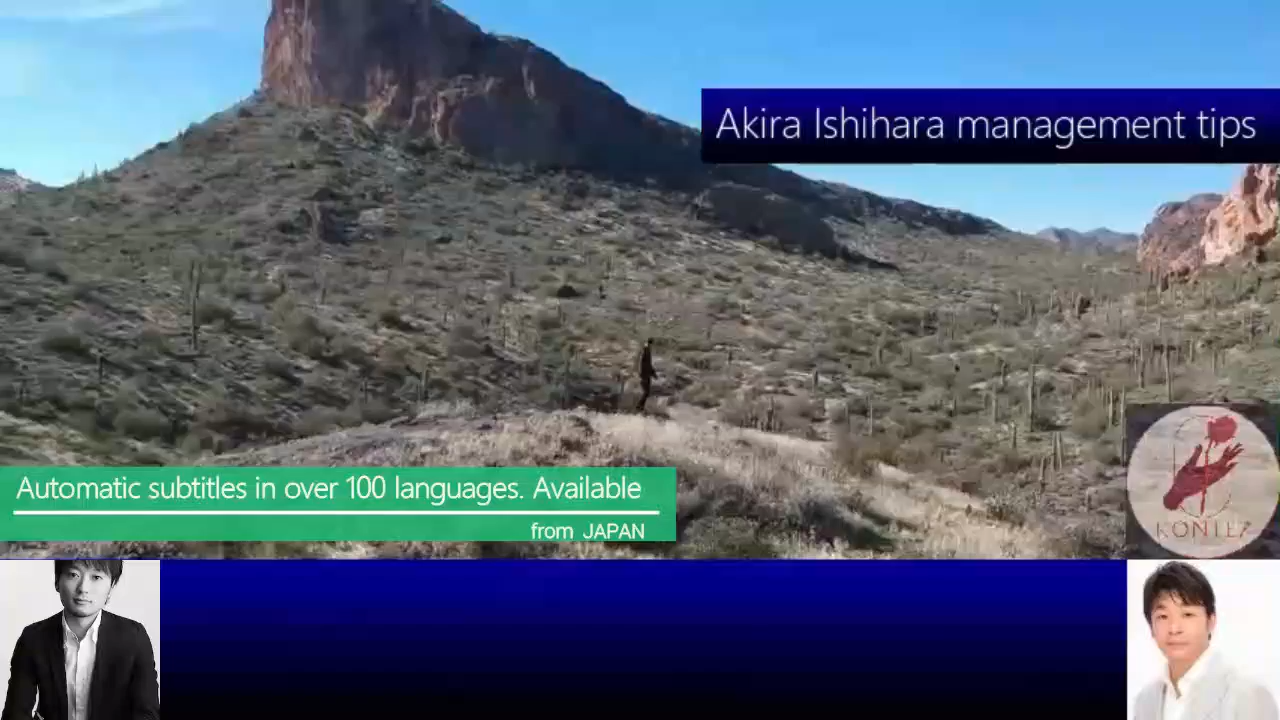 Akira Ishihara management tips
Automatic subtitles in over 100 languages. Available
from JAPAN
KONTEZ